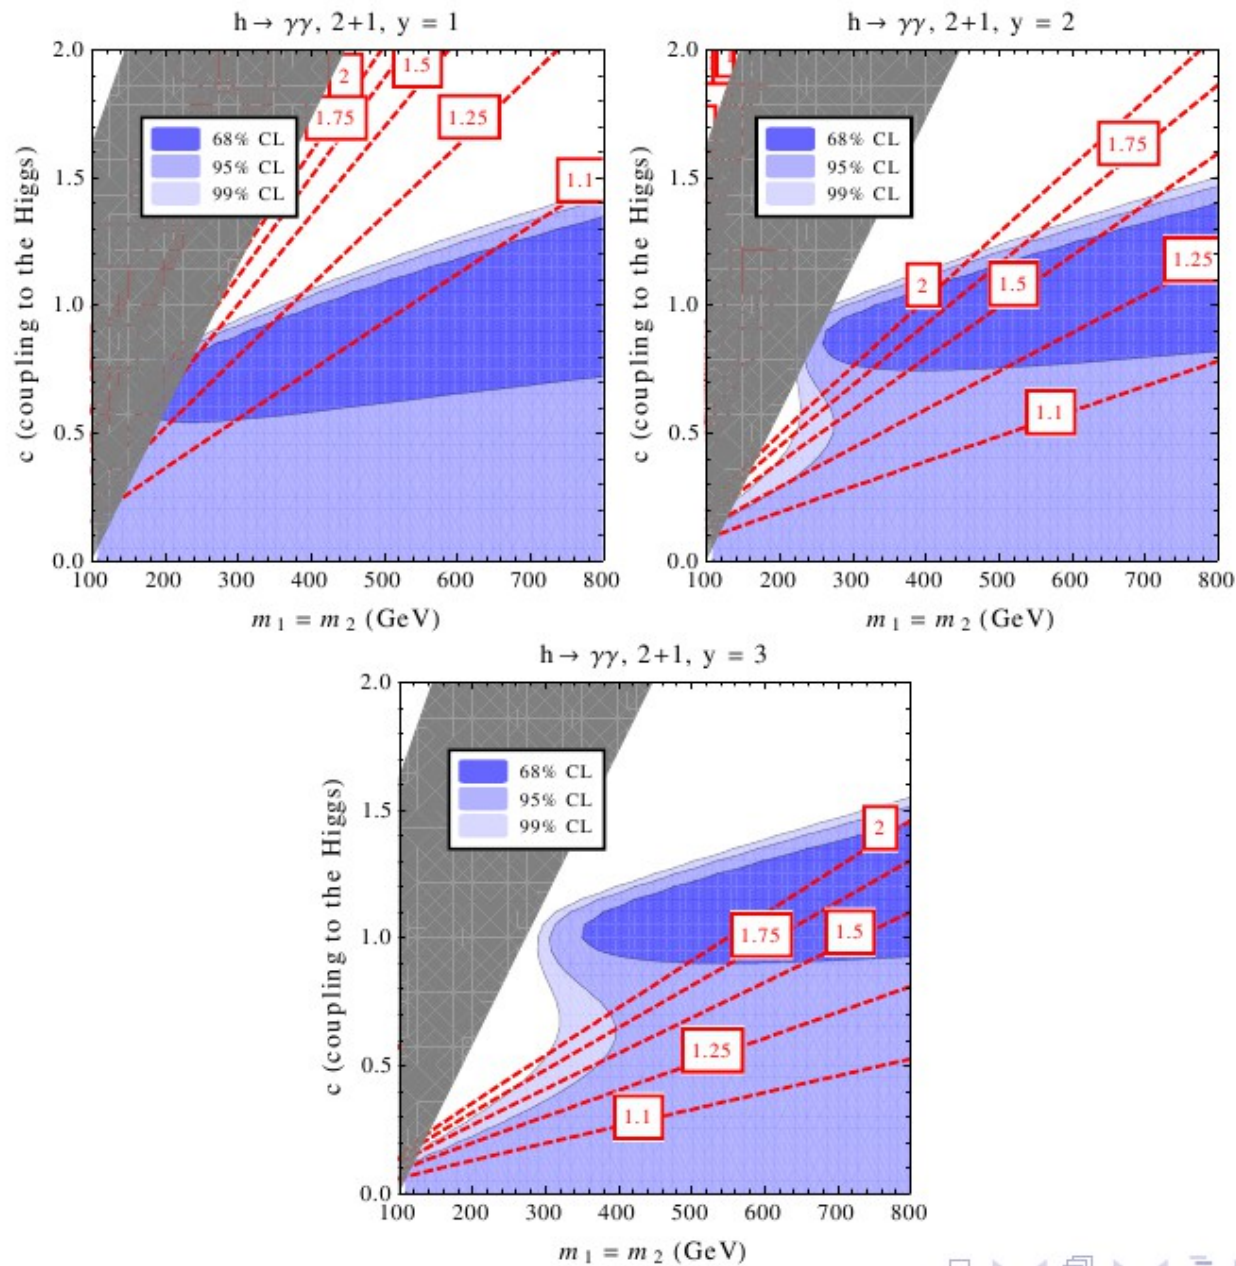 h → γγ, 2+1, y = 1
2.0
1.5
1.0
0.5
0.0
c (coupling to the Higgs)
68% CL
95% CL
99% CL
2
1.5
1.75
1.25
1.1
100 200 300 400 500 600 700 800
m 1 = m 2 (GeV)
h → γγ, 2+1, y = 2
2.0
1.5
1.0
0.5
0.0
c (coupling to the Higgs)
68% CL
95% CL
99% CL
1.75
1.25
2
1.5
1.1
100 200 300 400 500 600 700 800
m 1 = m 2 (GeV)
h → γγ, 2+1, y = 3
2.0
1.5
1.0
0.5
0.0
c (coupling to the Higgs)
68% CL
95% CL
99% CL
2
1.75
1.5
1.25
1.1
100 200 300 400 500 600 700 800
m 1 = m 2 (GeV)